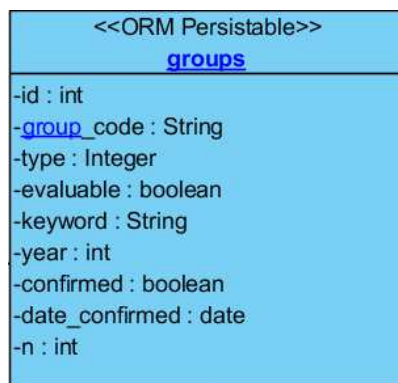 <<ORM Persistable>>
groups
-id : int
-group_code : String
-type : Integer
-evaluable : boolean
-keyword : String
-year : int
-confirmed : boolean
-date_confirmed : date
-n : int